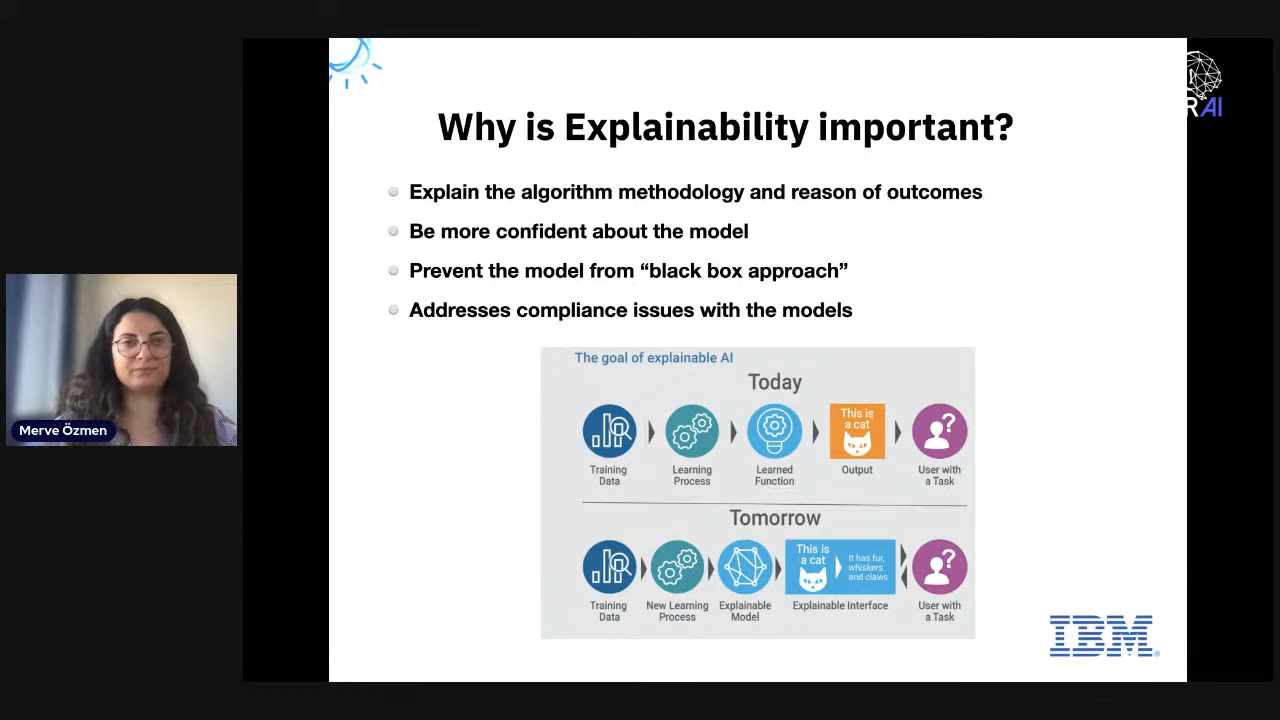 Why is Explainability important?
Explain the algorithm methodology and reason of outcomes
Be more confident about the model
Prevent the model from “black box approach”
Addresses compliance issues with the models
The goal of explainable AI
Today
This is
a cat
Training
Data
Learning
Process
Learned
Function
Output
User with
a Task
Tomorrow
This is
a cat
It has fur,
whiskers
and claws
Training
Data
New Learning
Process
Explainable
Model
Explainable Interface
User with
a Task
IBM
®
RAI
Merve Özmen